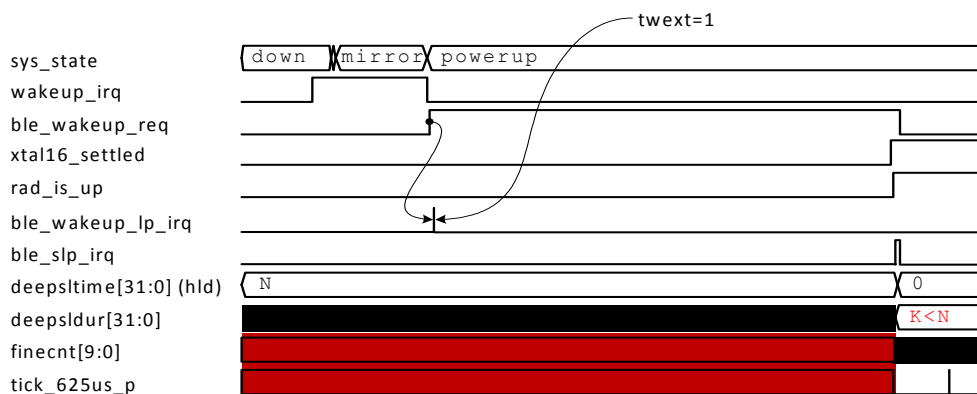 twext=1
sys_state down mirror powerup
wakeup_irq
ble_wakeup_req
xtal16_settled
rad_is_up
ble_wakeup_lp_irq
ble_slp_irq
deepsltime[31:0] (hld) N 0
deepsldur[31:0] K<N
finecnt[9:0]
tick_625us_p